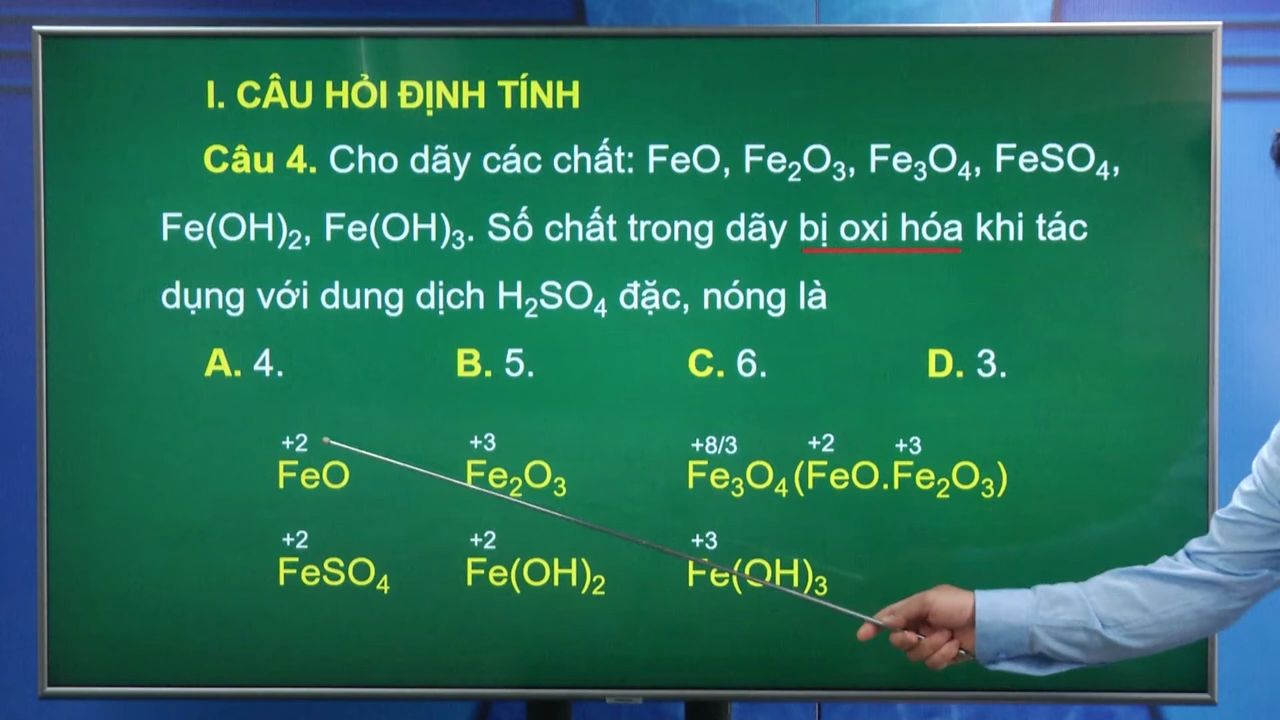 I. CÂU HỎI ĐỊNH TÍNH
Câu 4. Cho dãy các chất: FeO, Fe₂O₃, Fe₃O₄, FeSO₄,
Fe(OH)₂, Fe(OH)₃. Số chất trong dãy bị oxi hóa khi tác
dụng với dung dịch H₂SO₄ đặc, nóng là
A. 4. B. 5. C. 6. D. 3.
+2 +3 +8/3 +2 +3
FeO Fe₂O₃ Fe₃O₄ (FeO.Fe₂O₃)
+2 +2 +3
FeSO₄ Fe(OH)₂ Fe(OH)₃